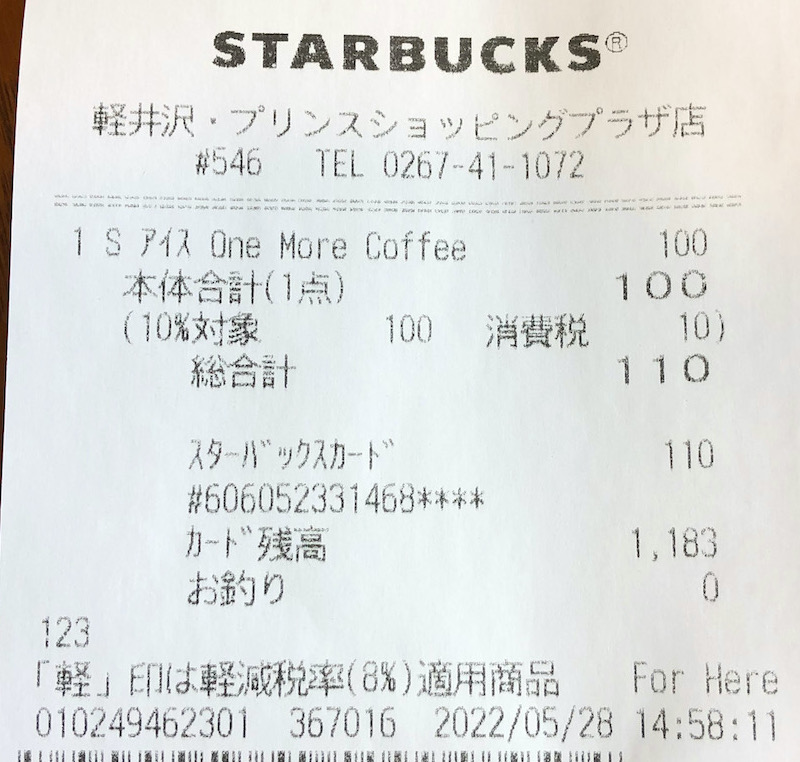 STARBUCKS®
軽井沢・プリンスショッピングプラザ店
#546 TEL 0267-41-1072
1 S ｱｲｽ One More Coffee 100
本体合計(1点) 100
(10%対象 100 消費税 10)
総合計 110
ｽﾀｰﾊﾞｯｸｽｶｰﾄﾞ 110
#606052331468****
ｶｰﾄﾞ残高 1,183
お釣り 0
123
「軽」印は軽減税率(8%)適用商品 For Here
010249462301 367016 2022/05/28 14:58:11